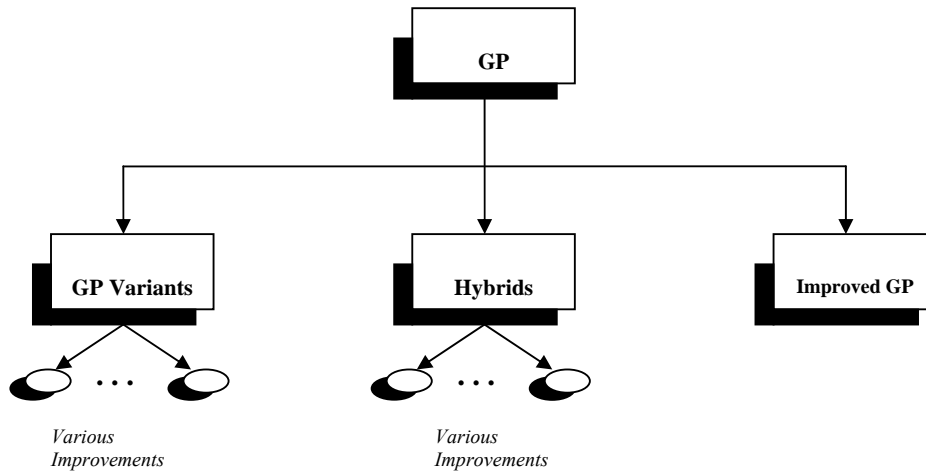 GP
GP Variants
Hybrids
Improved GP
...
...
Various
Improvements
Various
Improvements